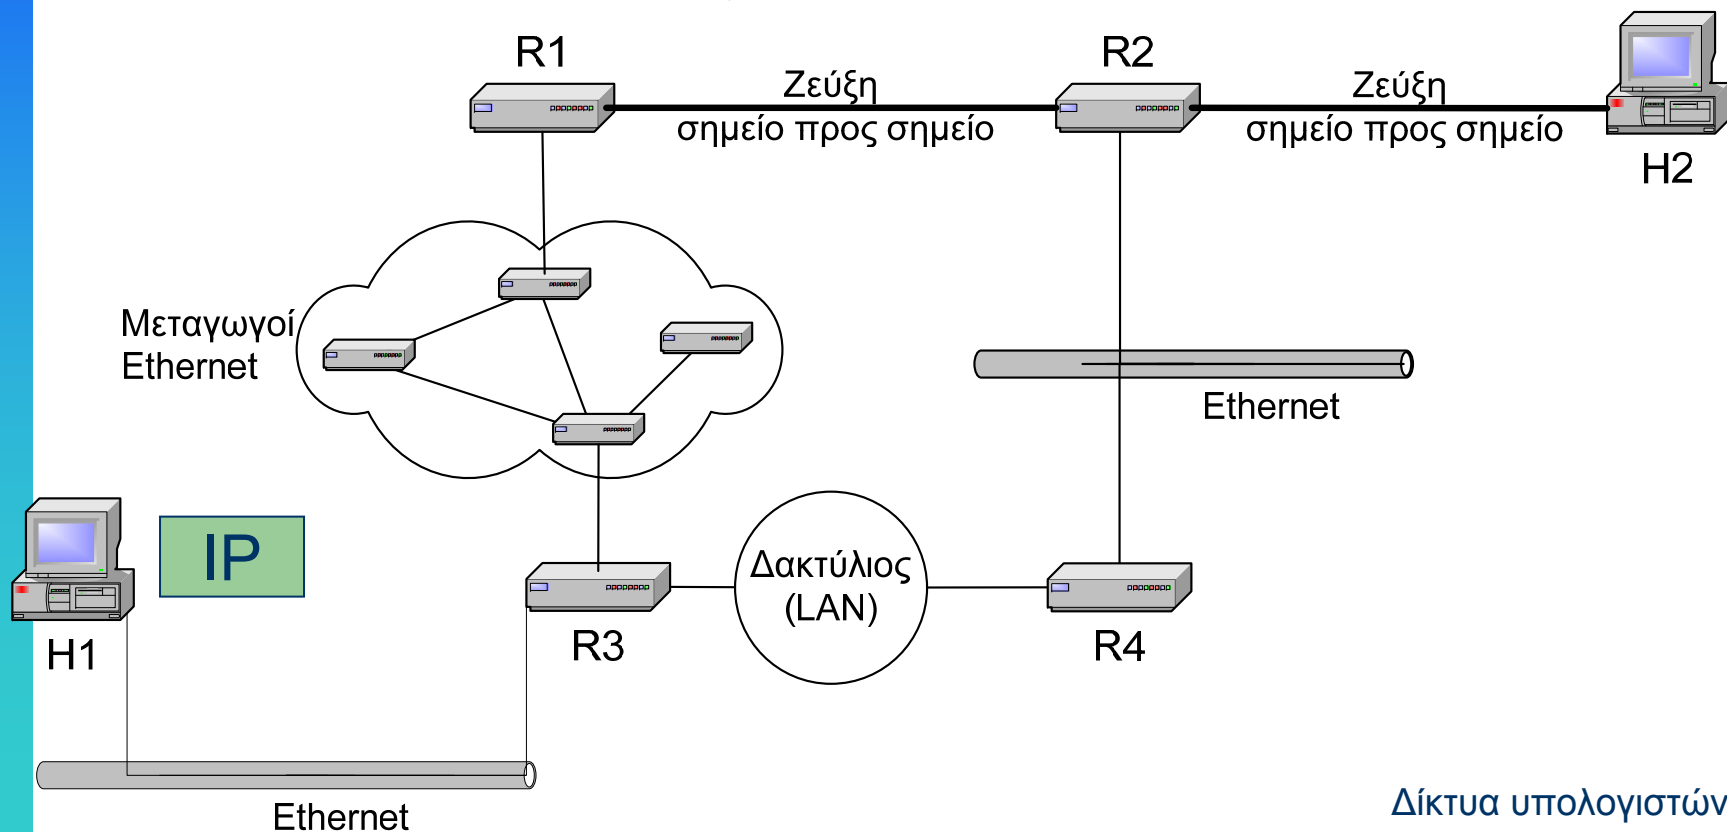 R1
R2
Ζεύξη
σημείο προς σημείο
Ζεύξη
σημείο προς σημείο
H2
Μεταγωγοί
Ethernet
Ethernet
IP
Δακτύλιος
(LAN)
H1
R3
R4
Ethernet
Δίκτυα υπολογιστών